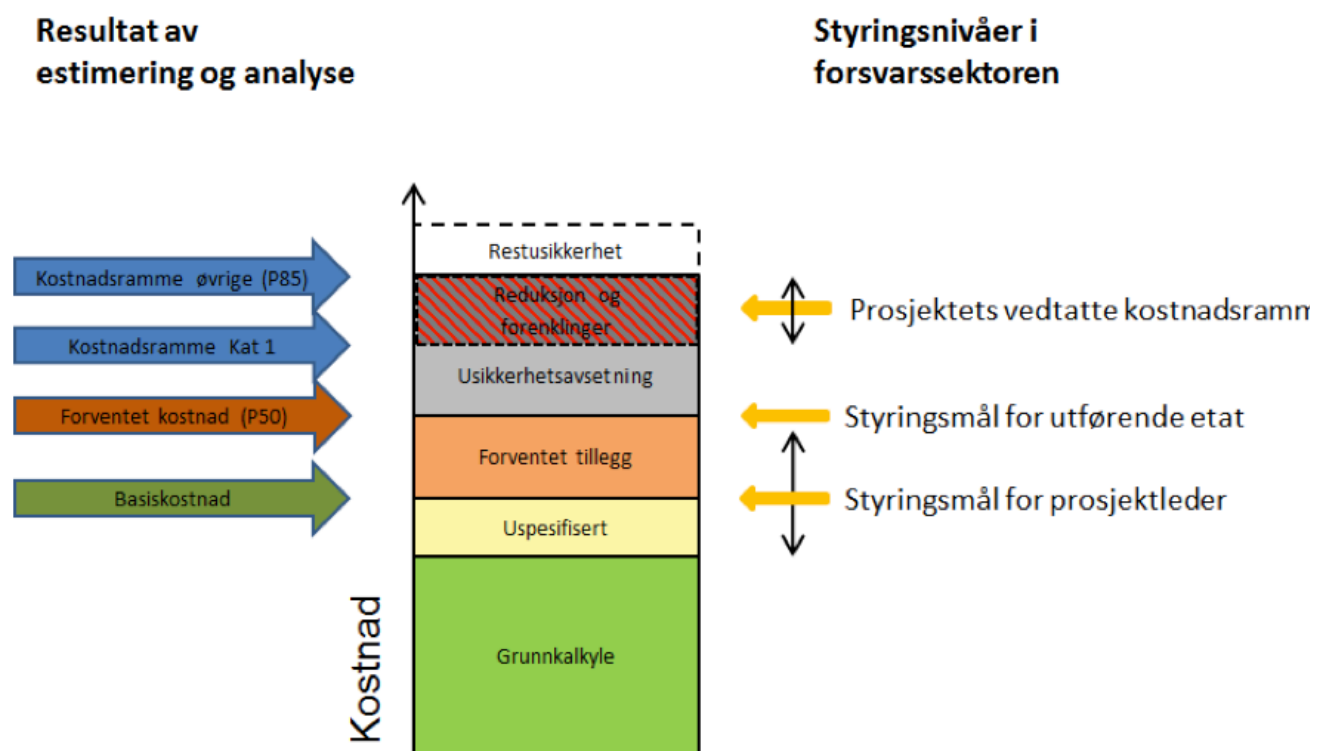 Resultat av
estimering og analyse
Styringsnivåer i
forsvarssektoren
Restusikkerhet
Kostnadsramme øvrige (P85)
Reduksjon og
forenklinger
Prosjektets vedtatte kostnadsramm
Kostnadsramme Kat 1
Usikkerhetsavsetning
Forventet kostnad (P50)
Styringsmål for utførende etat
Forventet tillegg
Basiskostnad
Styringsmål for prosjektleder
Uspesifisert
Kostnad
Grunnkalkyle